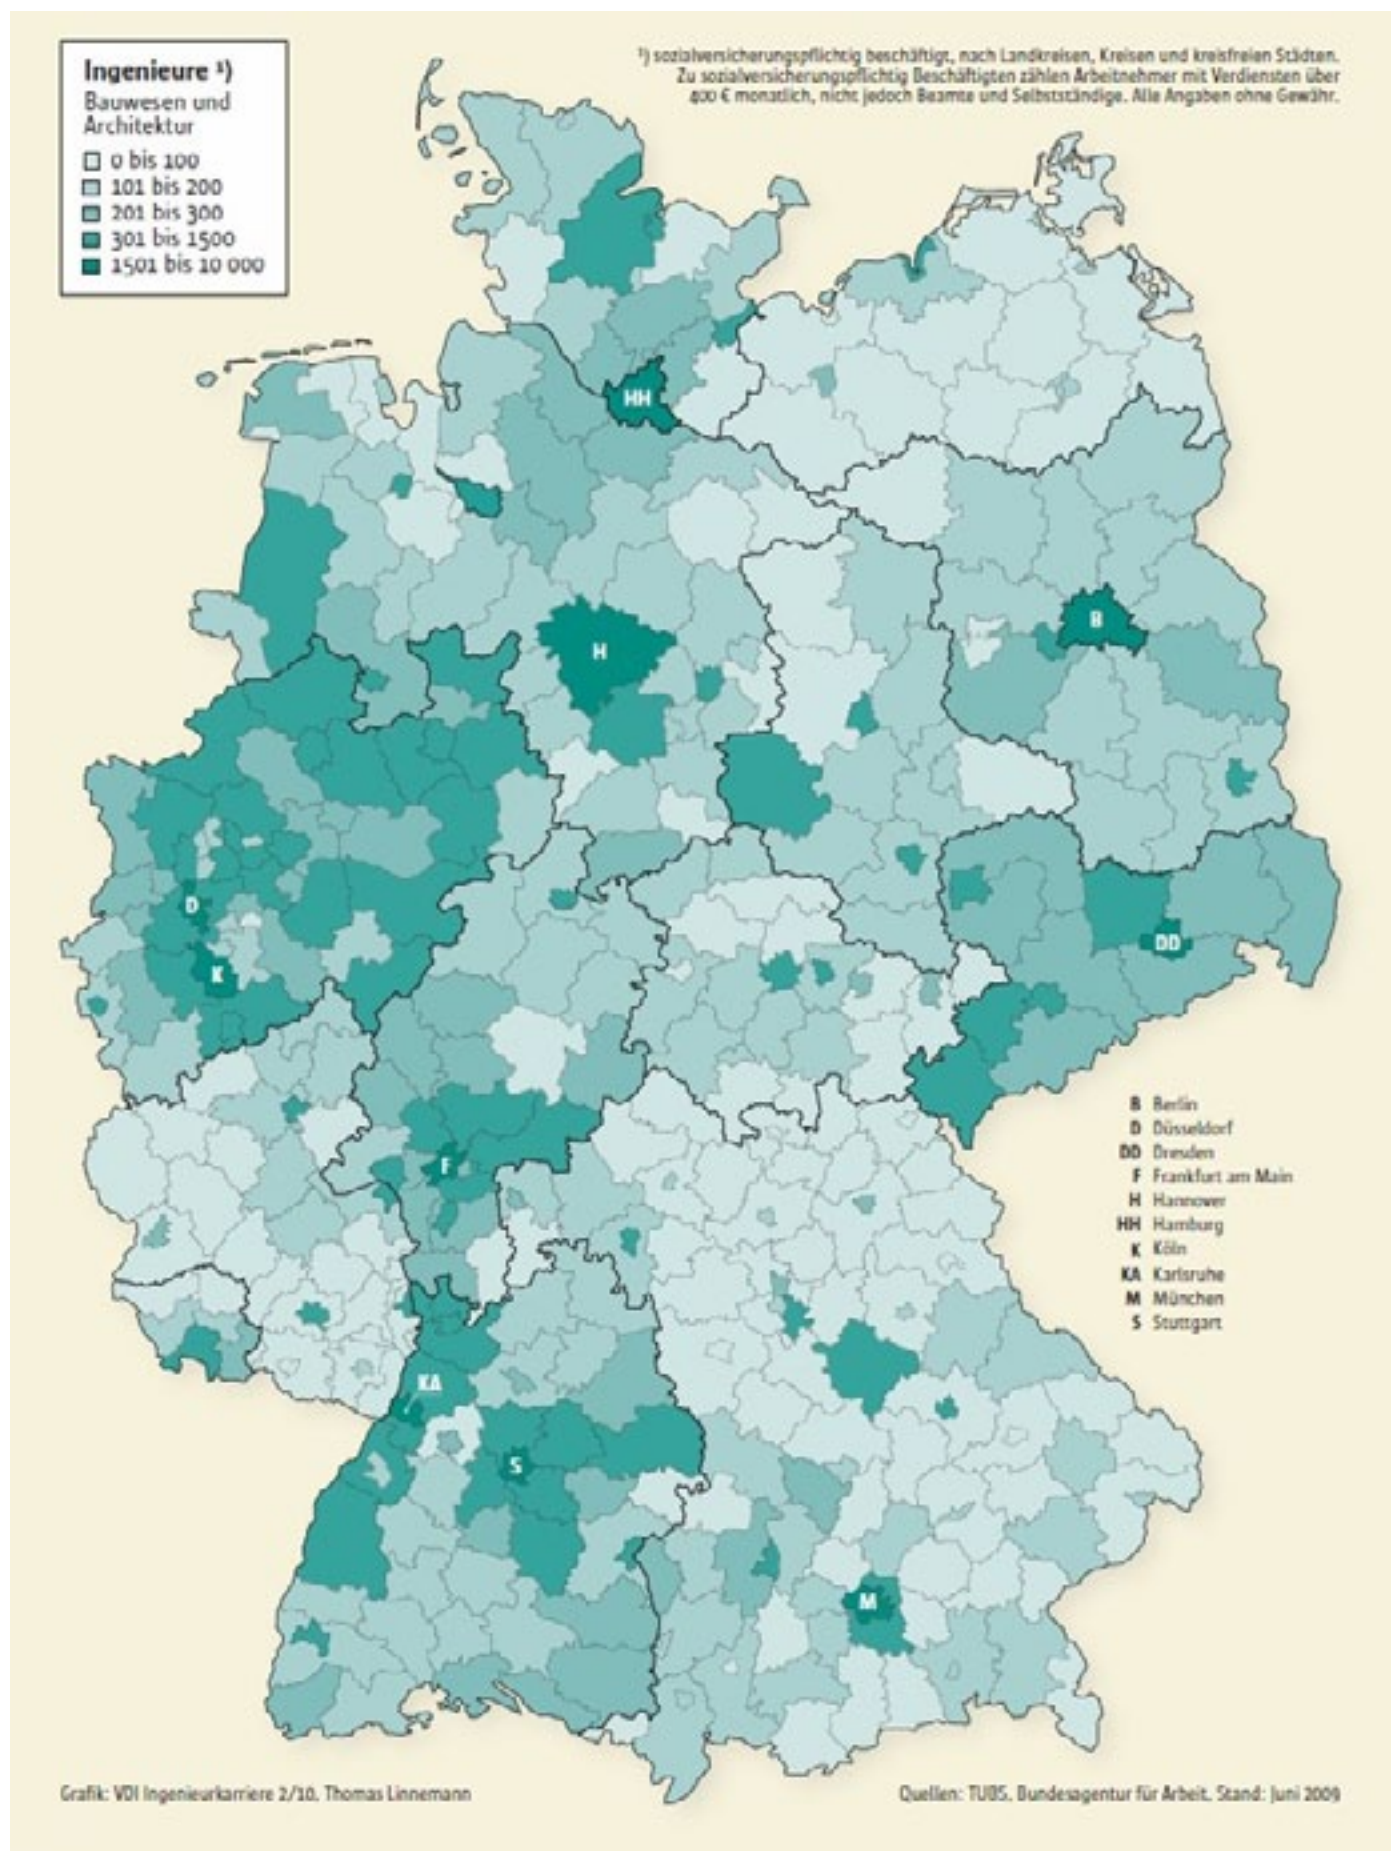 Ingenieure ¹)
Bauwesen und
Architektur
0 bis 100
101 bis 200
201 bis 300
301 bis 1500
1501 bis 10 000
¹) sozialversicherungspflichtig beschäftigt, nach Landkreisen, Kreisen und kreisfreien Städten.
Zu sozialversicherungspflichtig Beschäftigten zählen Arbeitnehmer mit Verdiensten über
400 € monatlich, nicht jedoch Beamte und Selbstständige. Alle Angaben ohne Gewähr.
HH
B
H
D
DD
K
F
KA
S
M
B Berlin
D Düsseldorf
DD Dresden
F Frankfurt am Main
H Hannover
HH Hamburg
K Köln
KA Karlsruhe
M München
S Stuttgart
Grafik: VDI Ingenieurkarriere 2/10, Thomas Linnemann
Quellen: TUBS, Bundesagentur für Arbeit. Stand: Juni 2009